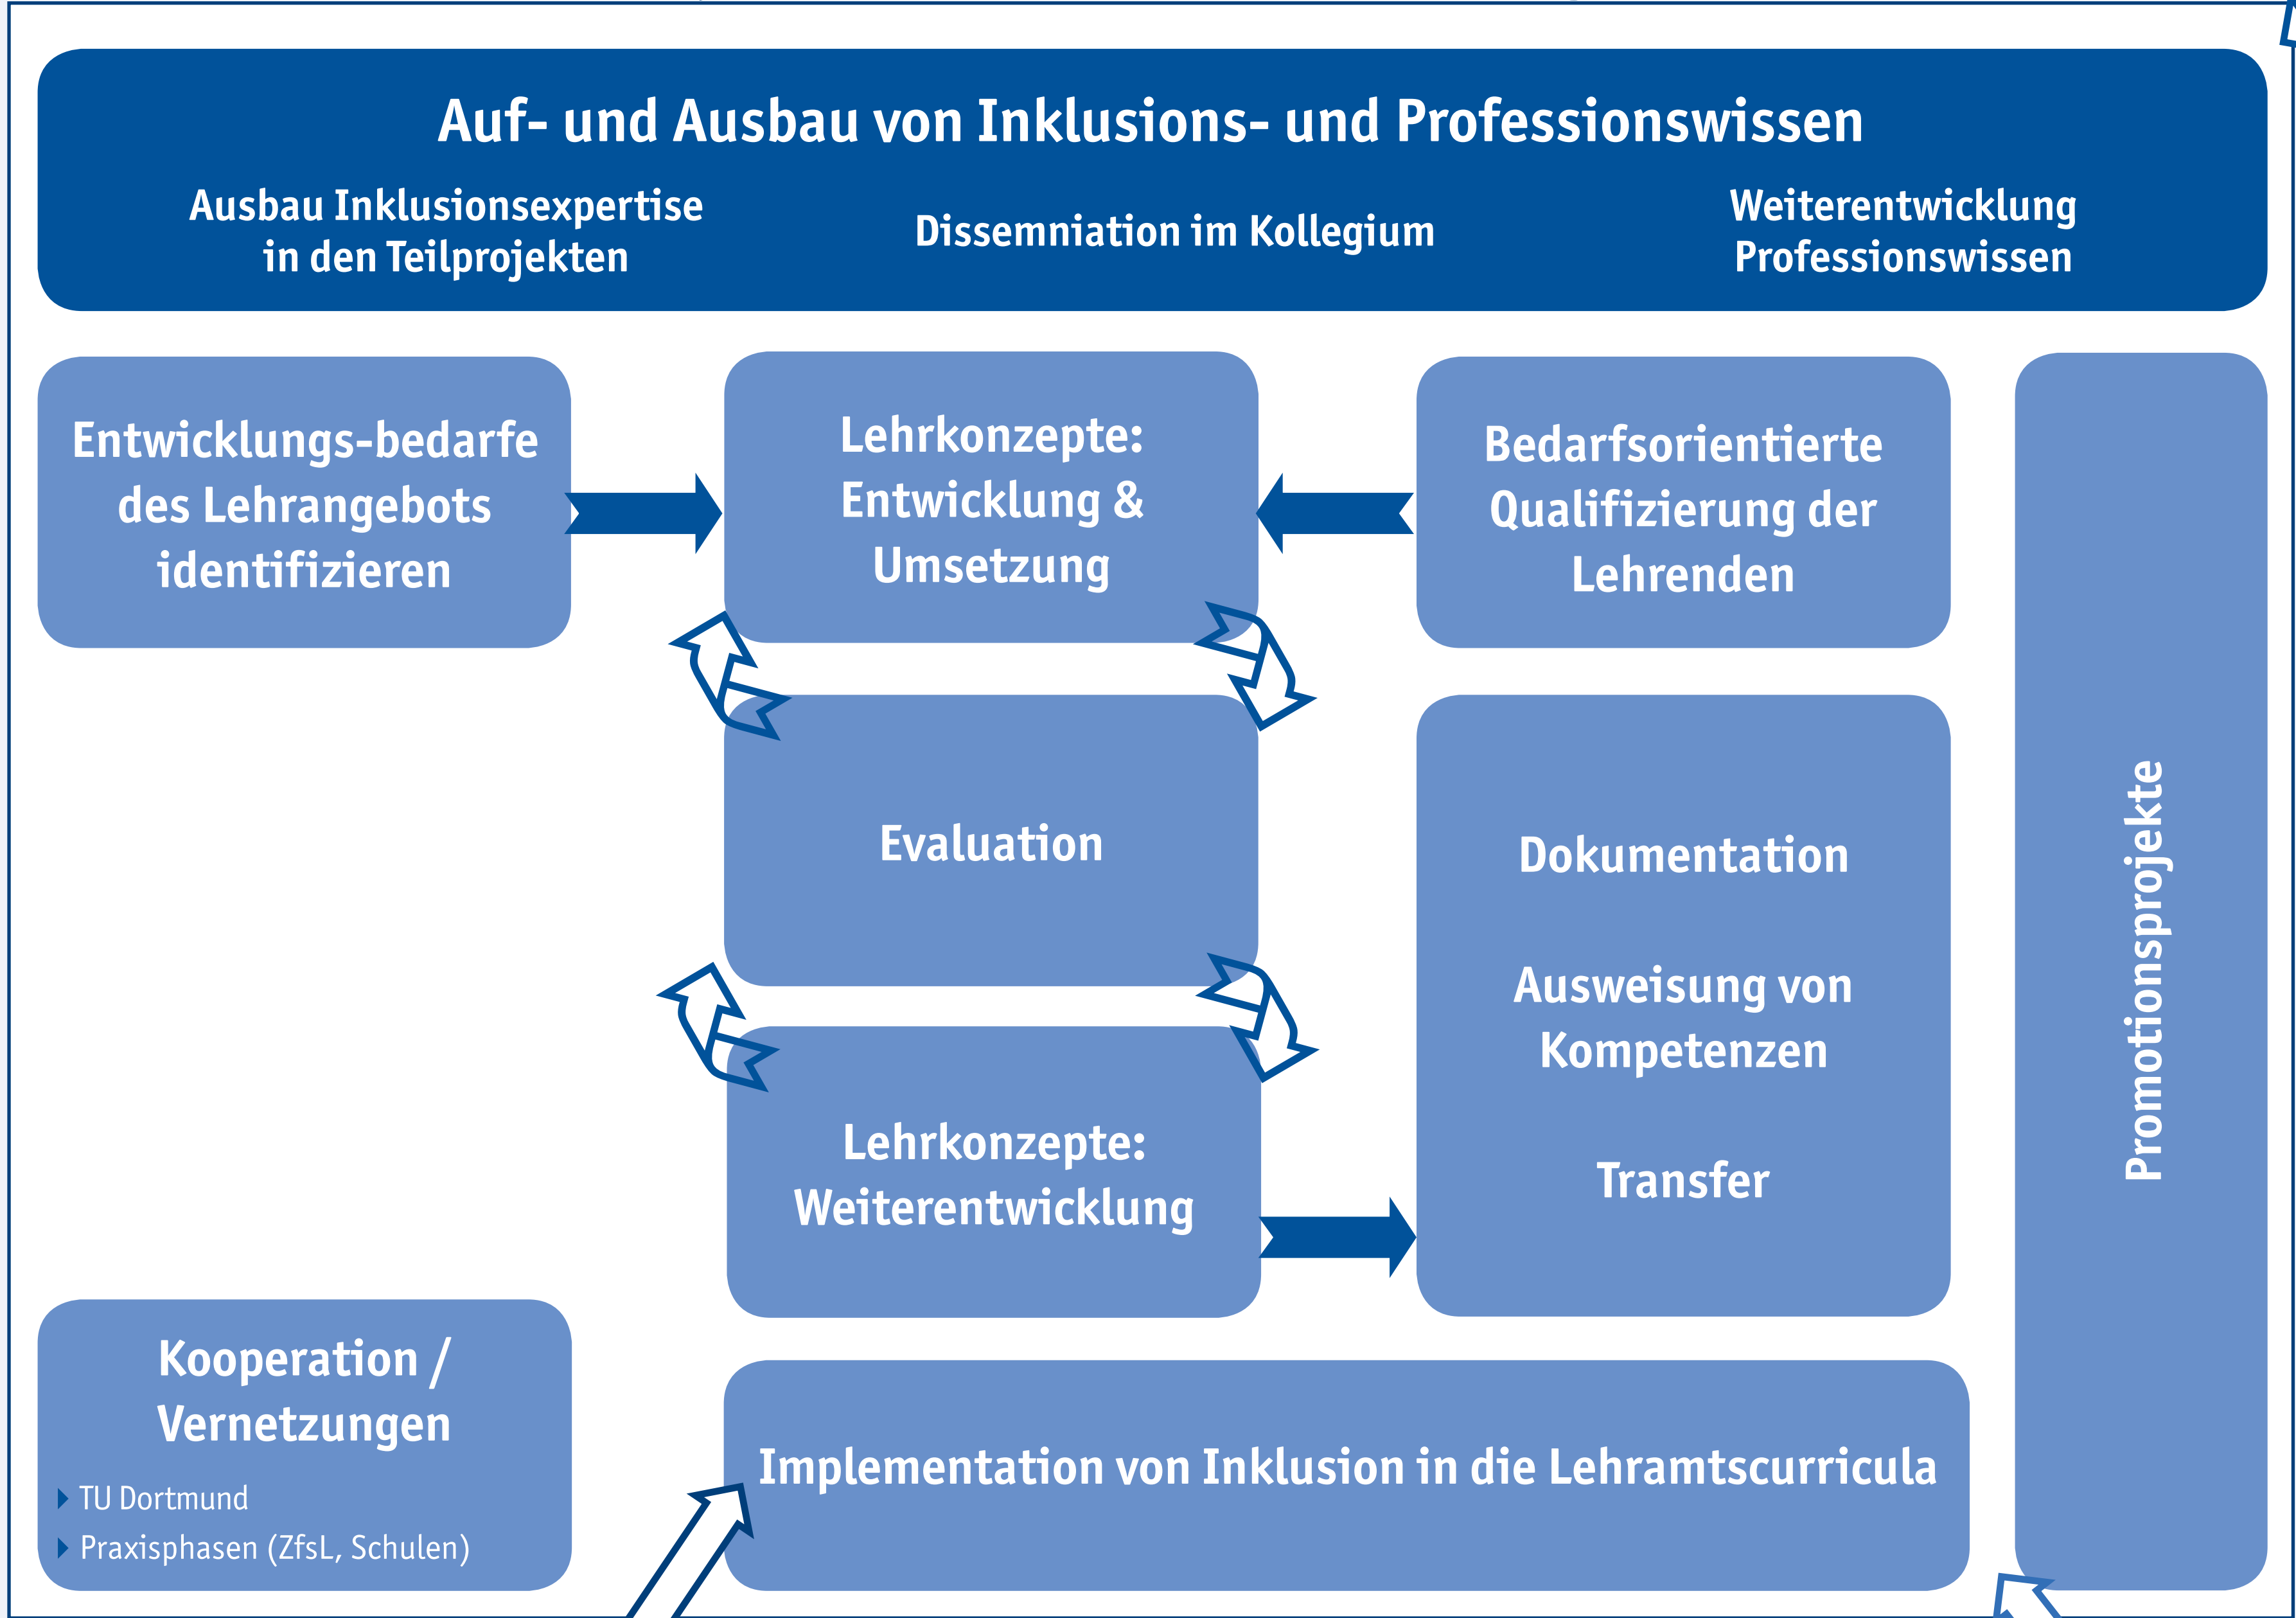 Auf- und Ausbau von Inklusions- und Professionswissen
Ausbau Inklusionsexpertise
in den Teilprojekten
Dissemniation im Kollegium
Weiterentwicklung
Professionswissen
Entwicklungs-bedarfe
des Lehrangebots
identifizieren
Lehrkonzepte:
Entwicklung &
Umsetzung
Bedarfsorientierte
Qualifizierung der
Lehrenden
Evaluation
Dokumentation
Ausweisung von
Kompetenzen
Transfer
Promotionsprojekte
Lehrkonzepte:
Weiterentwicklung
Kooperation /
Vernetzungen
TU Dortmund
Praxisphasen (ZfsL, Schulen)
Implementation von Inklusion in die Lehramtscurricula